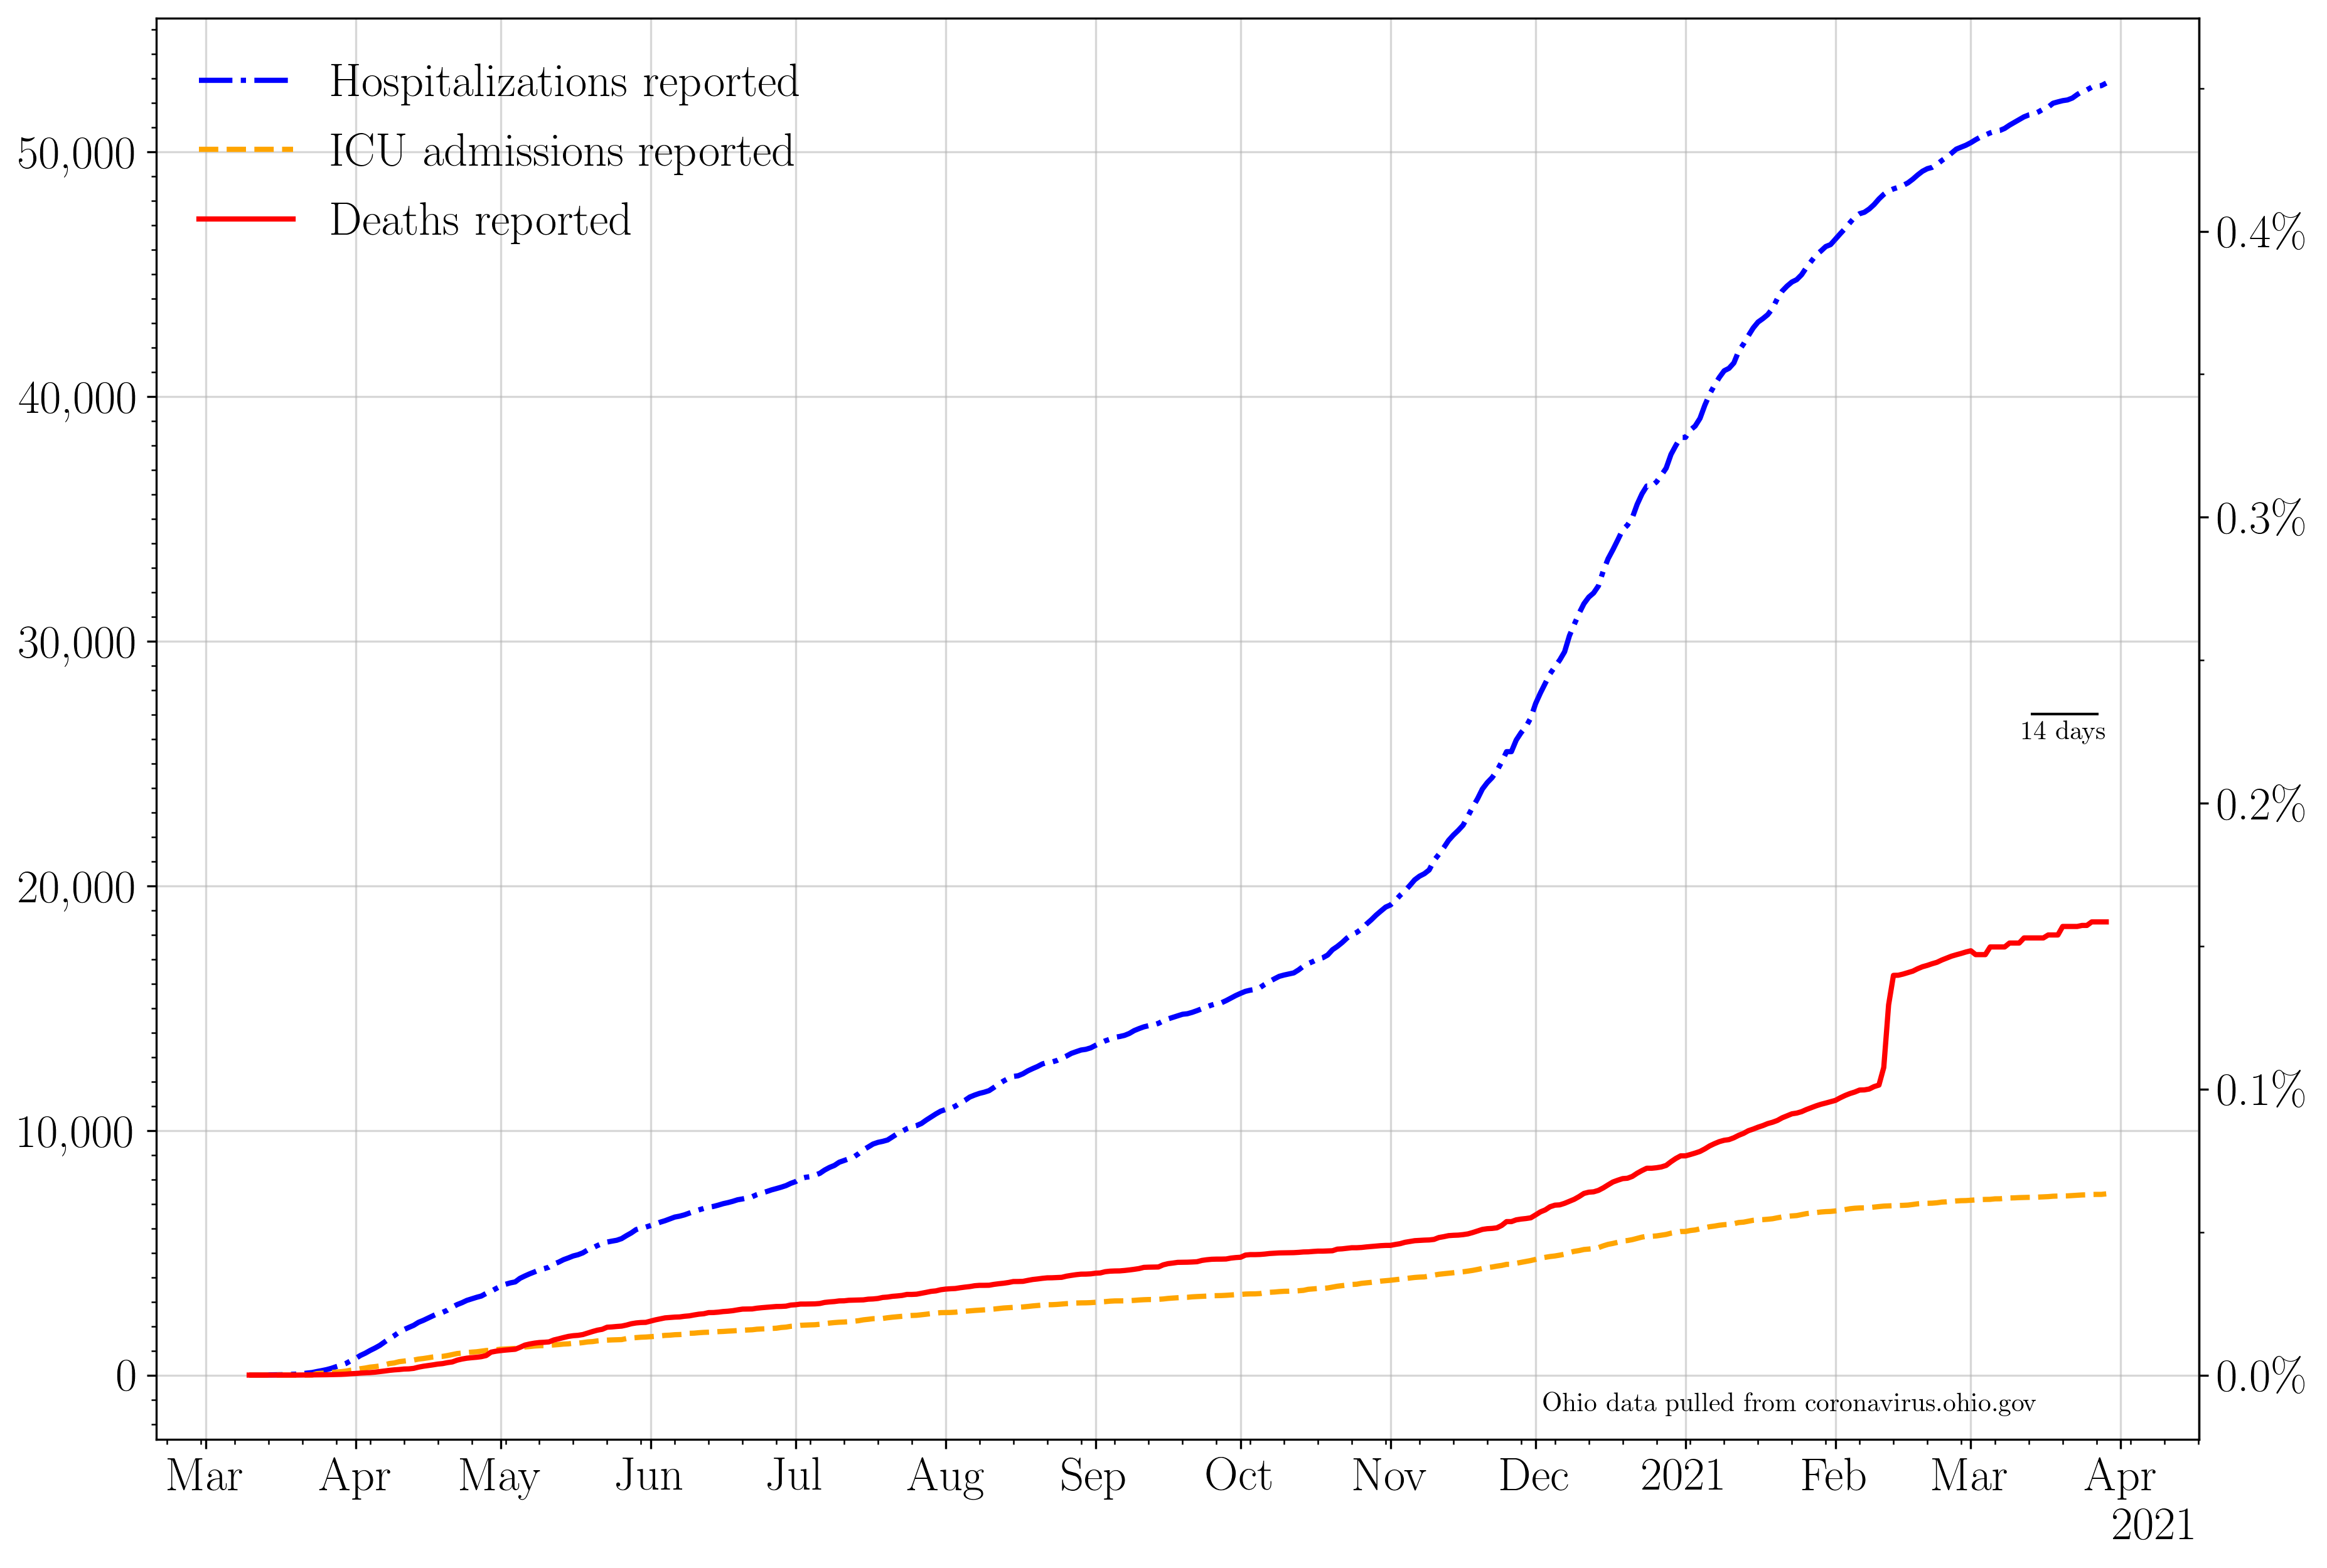 Hospitalizations reported
ICU admissions reported
Deaths reported
50,000
40,000
30,000
20,000
10,000
0
0.4%
0.3%
0.2%
0.1%
0.0%
14 days
Ohio data pulled from coronavirus.ohio.gov
Mar Apr May Jun Jul Aug Sep Oct Nov Dec 2021 Feb Mar Apr
2021